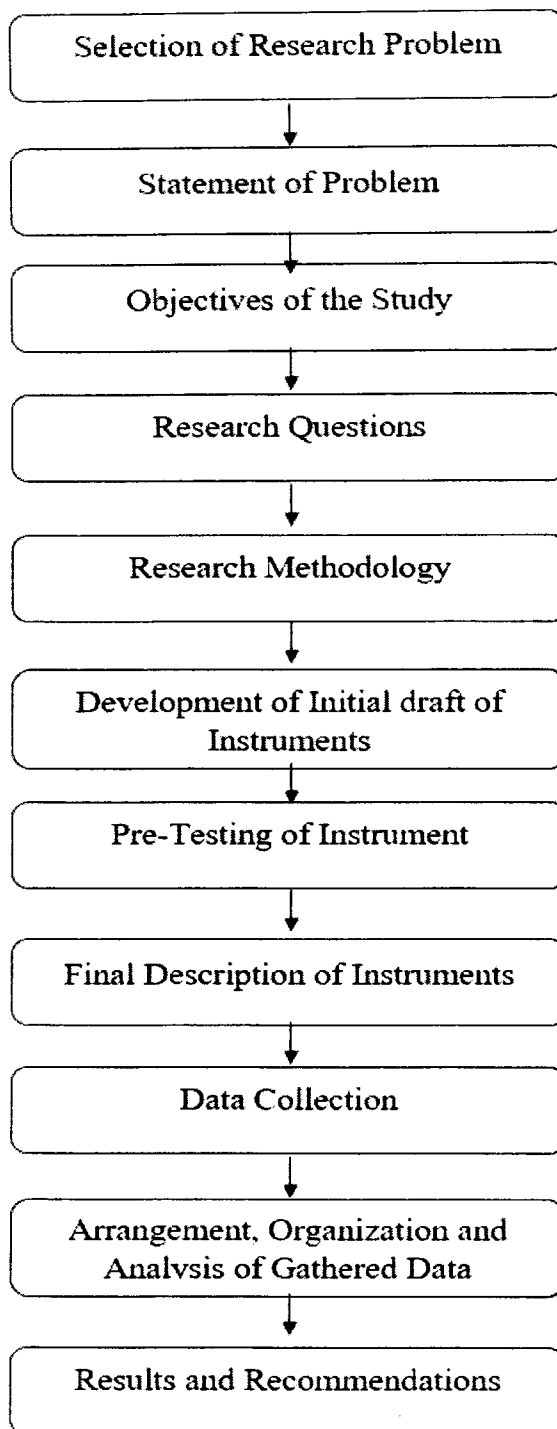 Selection of Research Problem
Statement of Problem
Objectives of the Study
Research Questions
Research Methodology
Development of Initial draft of
Instruments
Pre-Testing of Instrument
Final Description of Instruments
Data Collection
Arrangement, Organization and
Analysis of Gathered Data
Results and Recommendations